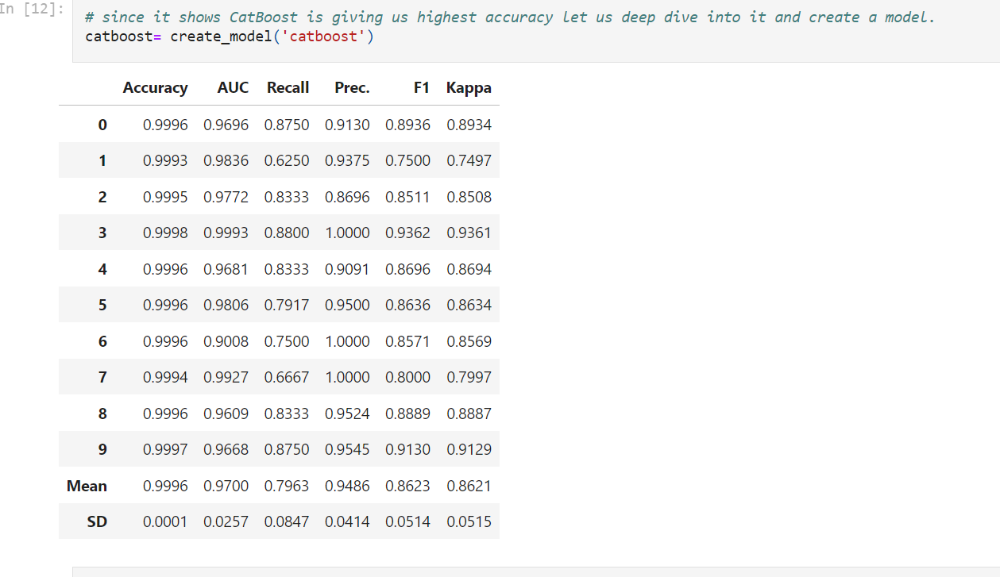 In [12]:
# since it shows CatBoost is giving us highest accuracy let us deep dive into it and create a model.
catboost= create_model('catboost')
Accuracy AUC Recall Prec. F1 Kappa
0 0.9996 0.9696 0.8750 0.9130 0.8936 0.8934
1 0.9993 0.9836 0.6250 0.9375 0.7500 0.7497
2 0.9995 0.9772 0.8333 0.8696 0.8511 0.8508
3 0.9998 0.9993 0.8800 1.0000 0.9362 0.9361
4 0.9996 0.9681 0.8333 0.9091 0.8696 0.8694
5 0.9996 0.9806 0.7917 0.9500 0.8636 0.8634
6 0.9996 0.9008 0.7500 1.0000 0.8571 0.8569
7 0.9994 0.9927 0.6667 1.0000 0.8000 0.7997
8 0.9996 0.9609 0.8333 0.9524 0.8889 0.8887
9 0.9997 0.9668 0.8750 0.9545 0.9130 0.9129
Mean 0.9996 0.9700 0.7963 0.9486 0.8623 0.8621
SD 0.0001 0.0257 0.0847 0.0414 0.0514 0.0515